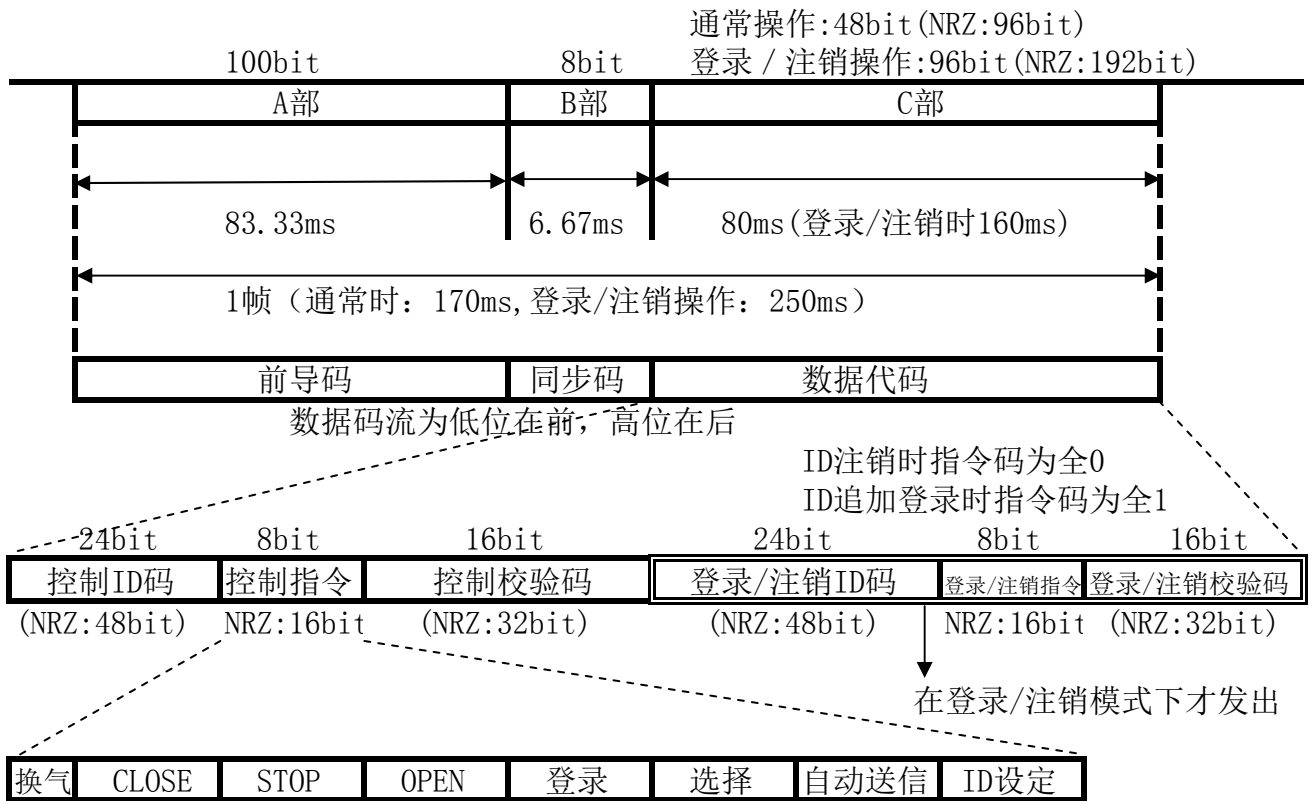 通常操作:48bit(NRZ:96bit)
100bit 8bit 登录／注销操作:96bit(NRZ:192bit)
A部 B部 C部
83.33ms 6.67ms 80ms(登录/注销时160ms)
1帧（通常时：170ms,登录/注销操作：250ms）
前导码 同步码 数据代码
数据码流为低位在前，高位在后
ID注销时指令码为全0
ID追加登录时指令码为全1
24bit 8bit 16bit 24bit 8bit 16bit
控制ID码 控制指令 控制校验码 登录/注销ID码 登录/注销指令 登录/注销校验码
(NRZ:48bit) NRZ:16bit (NRZ:32bit) (NRZ:48bit) NRZ:16bit (NRZ:32bit)
在登录/注销模式下才发出
换气 CLOSE STOP OPEN 登录 选择 自动送信 ID设定